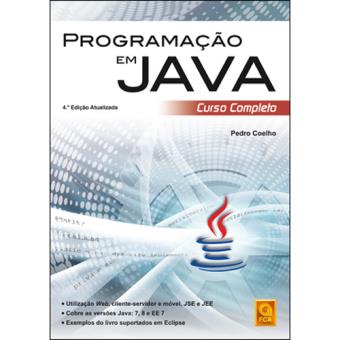 PROGRAMAÇÃO
EM JAVA
4.ª Edição Atualizada
Curso Completo
Pedro Coelho
• Utilização Web, cliente-servidor e móvel, JSE e JEE
• Cobre as versões Java: 7, 8 e EE 7
• Exemplos do livro suportados em Eclipse
FCA